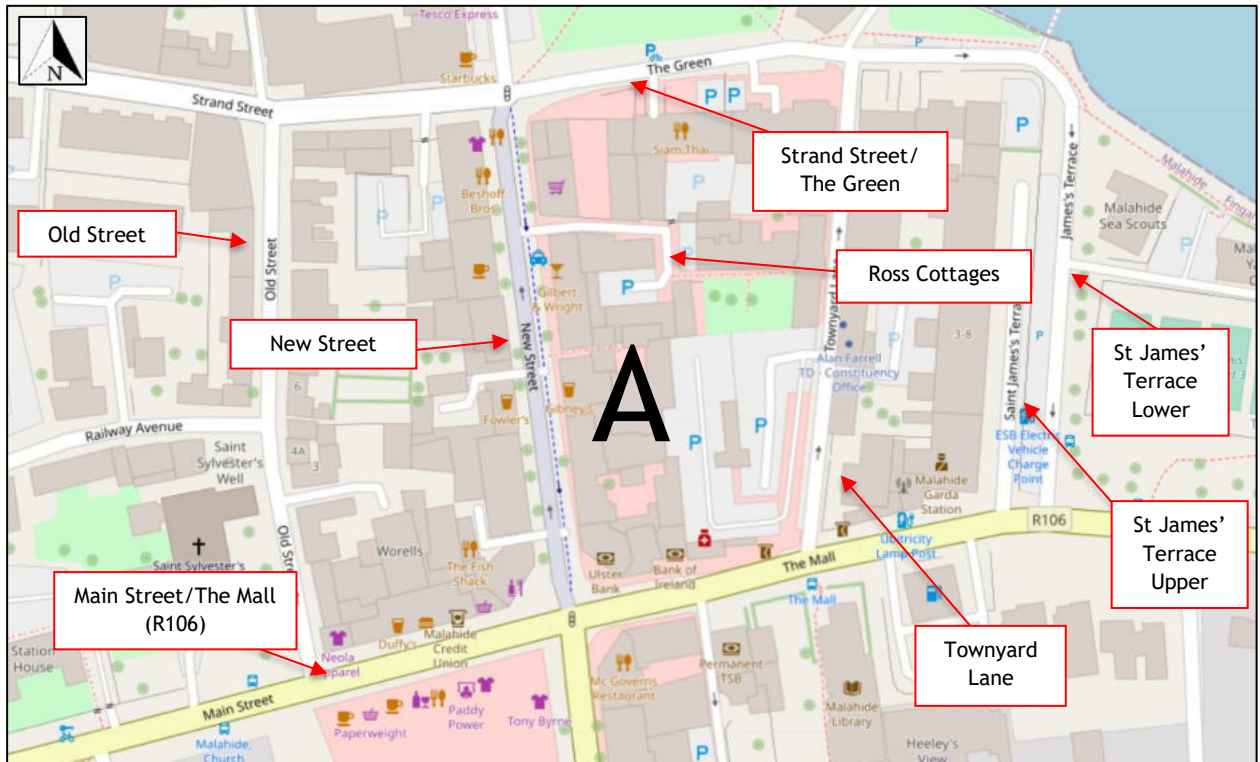 N
Tesco Express
Starbucks
Strand Street
The Green
P
P
P
P
Siam Thai
Strand Street/
The Green
P
James's Terrace
Malahide
Malahide
Sea Scouts
Beshoff
Bros
P
P
P
Old Street
Old Street
P
Ross Cottages
Gilbert
& Wright
P
New Street
New Street
Townyard Lane
Saint James's Terrace
3-8
P
Alan Farrell
TD - Constituency
Office
St James’
Terrace
Lower
A
6
Fowler's
Gibney's
P
P
Railway Avenue
Saint
Sylvester's
Well
4A
3
ESB Electric
Vehicle
Charge
Point
Malahide
Garda
Station
R106
Ubitricity
Lamp Post
St James’
Terrace
Upper
Worells
The Fish
Shack
Ulster
Bank
Bank of
Ireland
The Mall
The Mall
Saint Sylvester's
Main Street/The Mall
(R106)
Duffy's
Malahide
Credit
Union
Neola
Apparel
Station
House
Main Street
Paperweight
Paddy
Power
Tony Byrne
Mc Governs
Restaurant
Permanent
TSB
Malahide
Library
Townyard
Lane
Malahide,
Church
P
Heeley's
View